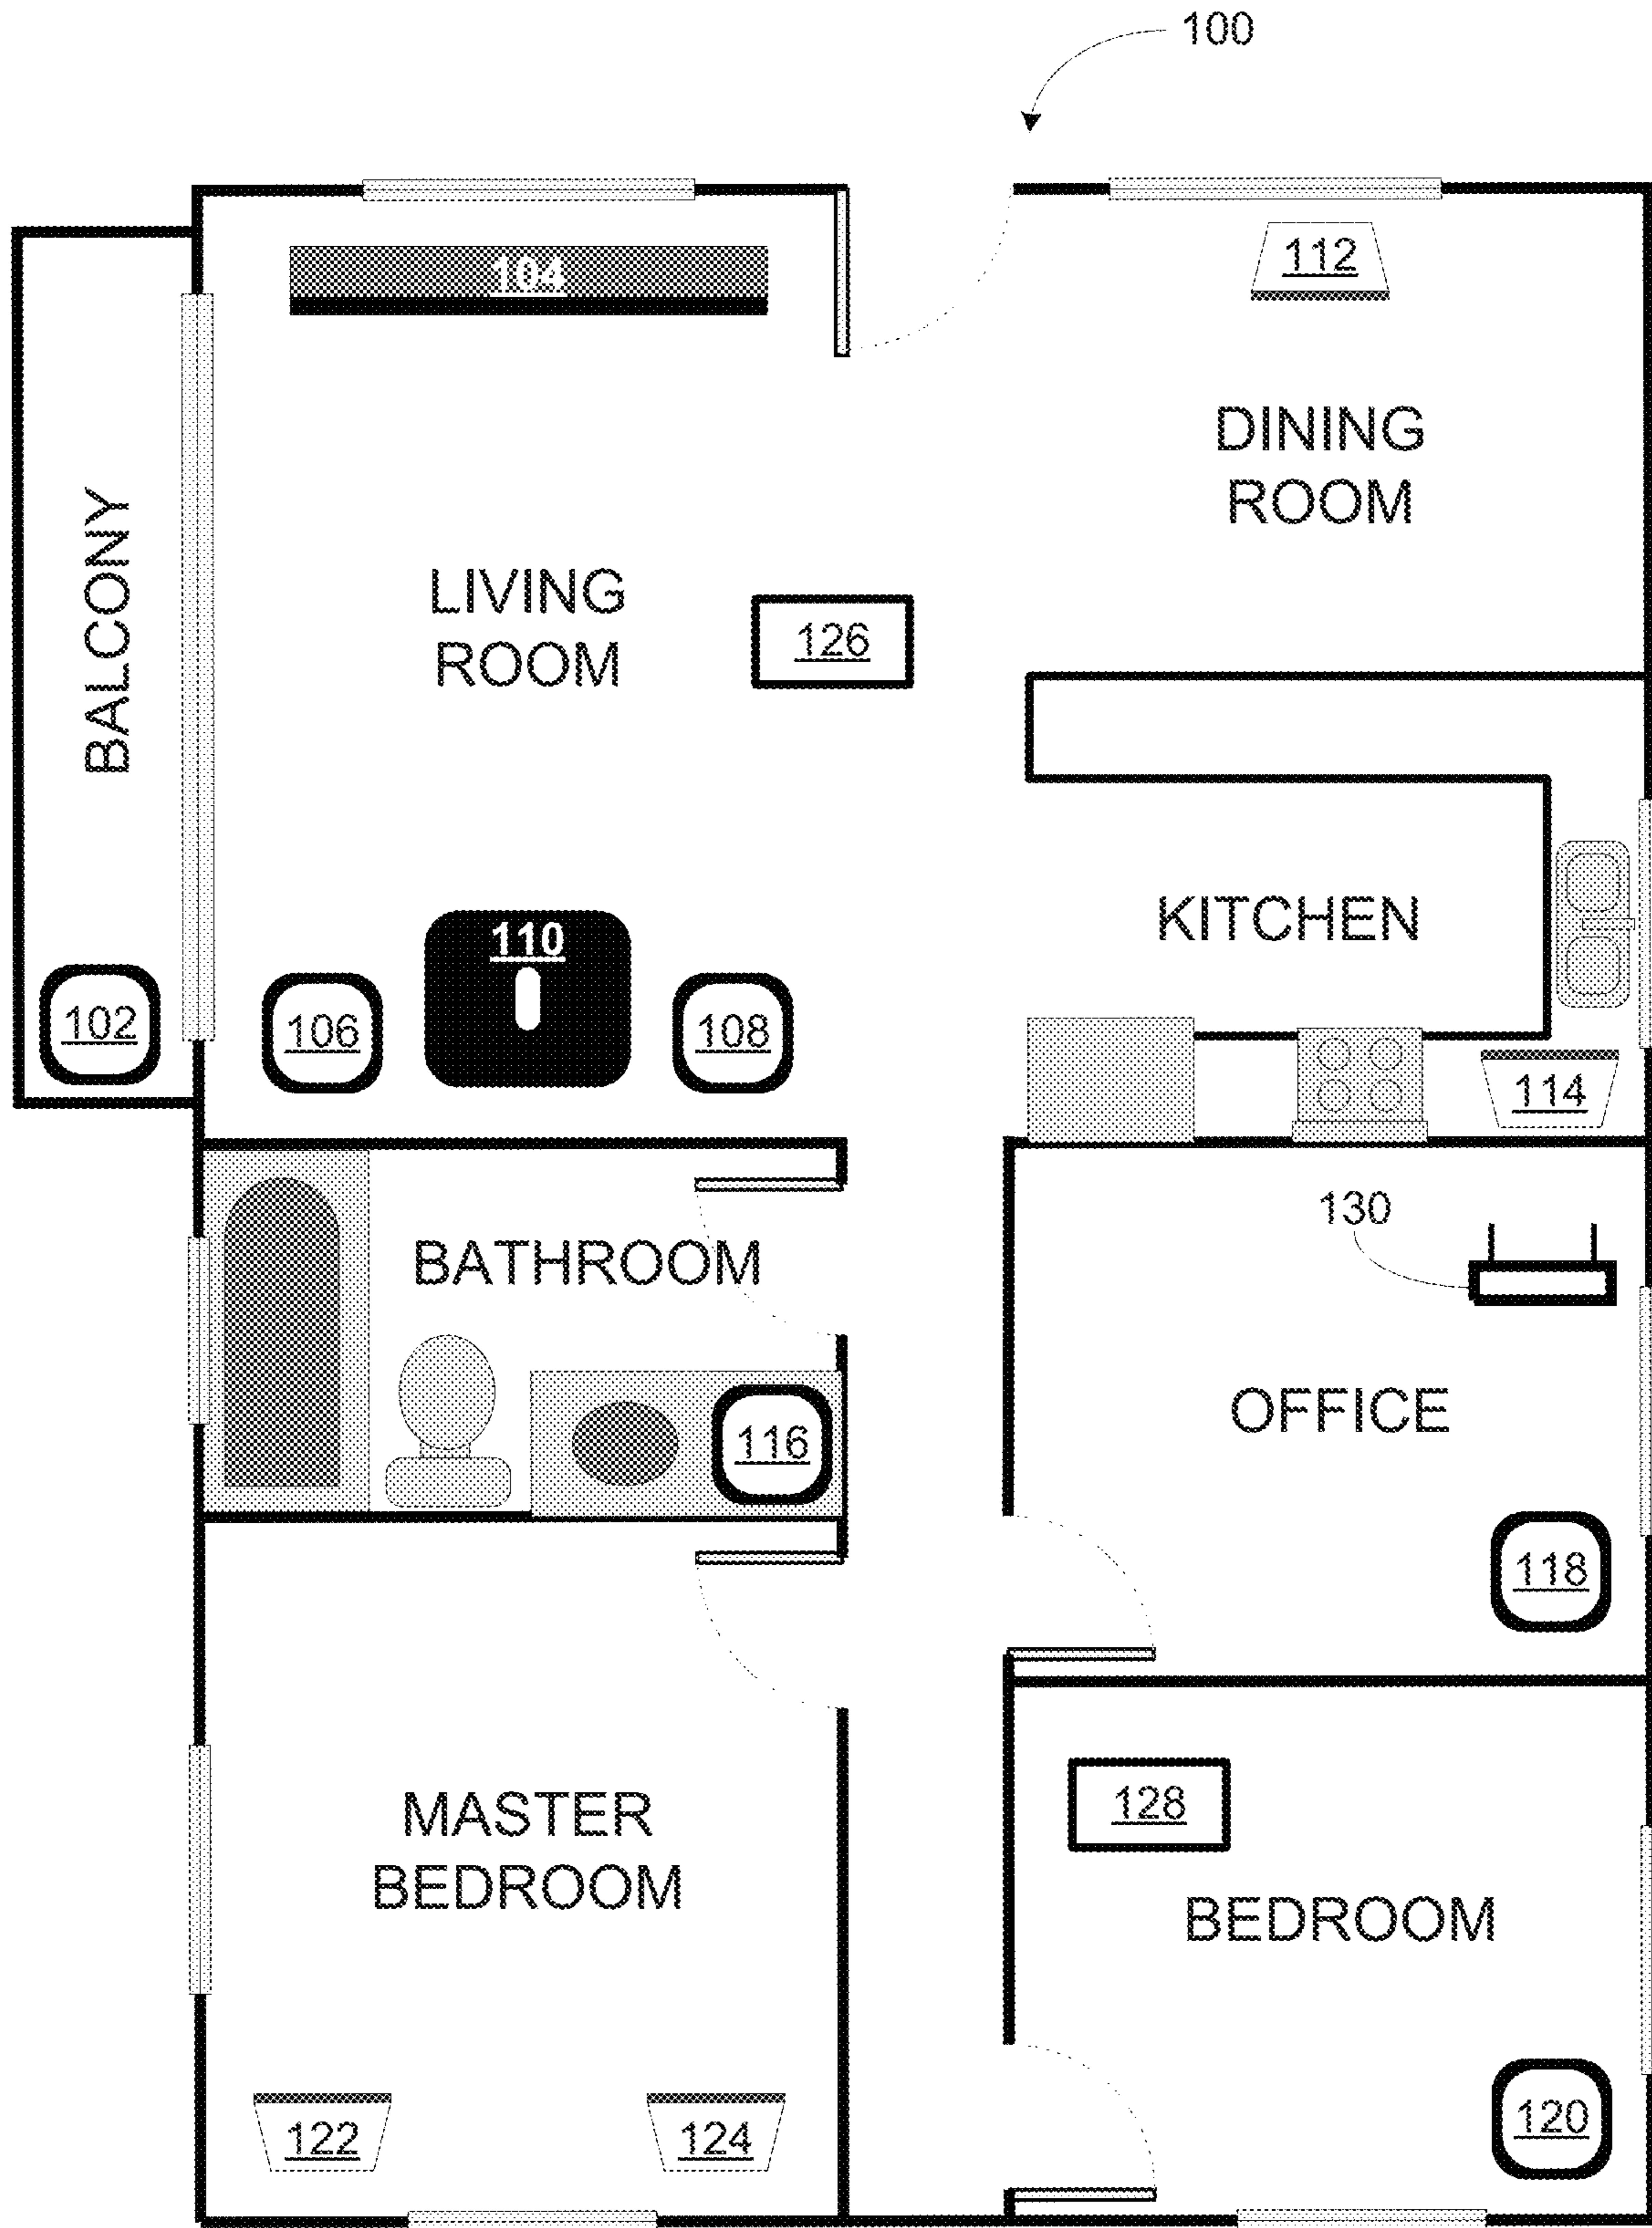 100
104
112
DINING
ROOM
BALCONY
LIVING
ROOM
126
KITCHEN
110
102
106
108
114
BATHROOM
130
OFFICE
116
118
MASTER
BEDROOM
128
BEDROOM
122
124
120